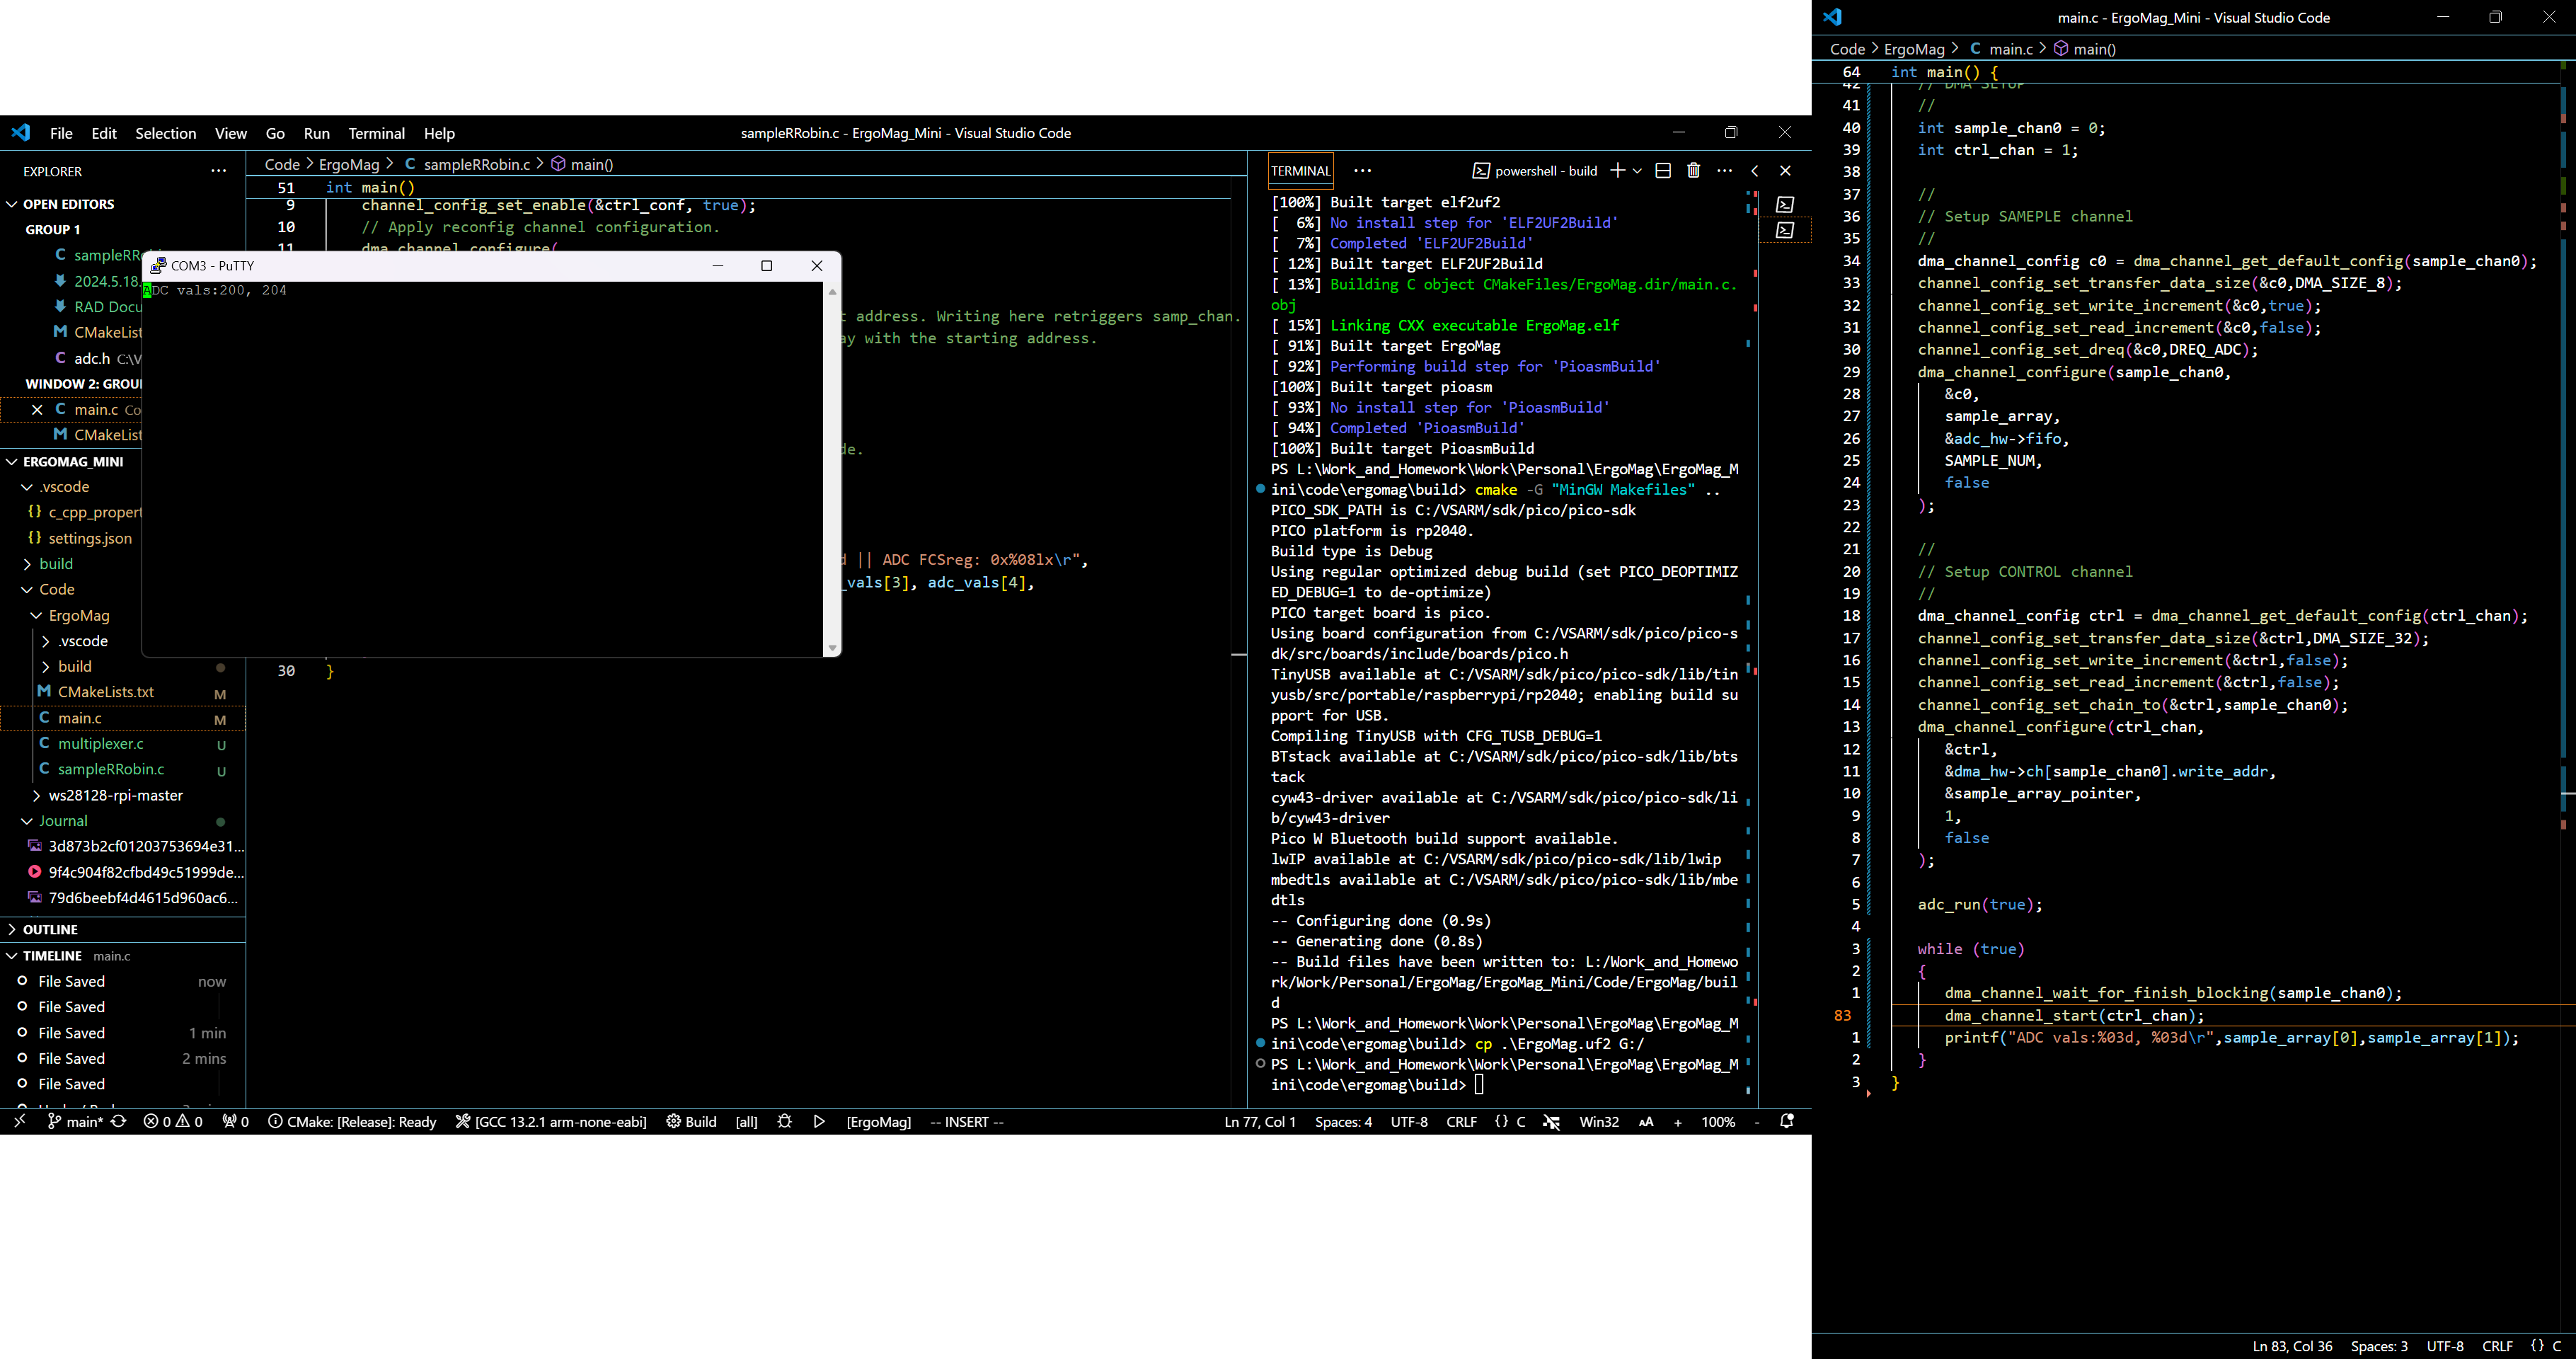 File Edit Selection View Go Run Terminal Help
sampleRRobin.c - ErgoMag_Mini - Visual Studio Code
EXPLORER
OPEN EDITORS
GROUP 1
C sampleRR
2024.5.18.
RAD Docu
M CMakeList
C adc.h C:\V
WINDOW 2: GROU
C main.c Co
M CMakeList
ERGOMAG_MINI
.vscode
{} c_cpp_propert
{} settings.json
build
Code
ErgoMag
.vscode
build
M CMakeLists.txt M
C main.c M
C multiplexer.c U
C sampleRRobin.c U
ws28128-rpi-master
Journal
3d873b2cf01203753694e31...
9f4c904f82cfbd49c51999de...
79d6beebf4d4615d960ac6...
OUTLINE
TIMELINE main.c
File Saved now
File Saved
File Saved 1 min
File Saved 2 mins
File Saved
Code > ErgoMag > C sampleRRobin.c > main()
51 int main()
9 channel_config_set_enable(&ctrl_conf, true);
10 // Apply reconfig channel configuration.
11 dma_channel_configure(
COM3 - PuTTY
ADC vals:200, 204
t address. Writing here retriggers samp_chan.
ay with the starting address.
de.
d || ADC FCSreg: 0x%08lx\r",
_vals[3], adc_vals[4],
30 }
TERMINAL
powershell - build
[100%] Built target elf2uf2
[ 6%] No install step for 'ELF2UF2Build'
[ 7%] Completed 'ELF2UF2Build'
[ 12%] Built target ELF2UF2Build
[ 13%] Building C object CMakeFiles/ErgoMag.dir/main.c.
obj
[ 15%] Linking CXX executable ErgoMag.elf
[ 91%] Built target ErgoMag
[ 92%] Performing build step for 'PioasmBuild'
[100%] Built target pioasm
[ 93%] No install step for 'PioasmBuild'
[ 94%] Completed 'PioasmBuild'
[100%] Built target PioasmBuild
PS L:\Work_and_Homework\Work\Personal\ErgoMag\ErgoMag_M
ini\code\ergomag\build> cmake -G "MinGW Makefiles" ..
PICO_SDK_PATH is C:/VSARM/sdk/pico/pico-sdk
PICO platform is rp2040.
Build type is Debug
Using regular optimized debug build (set PICO_DEOPTIMIZ
ED_DEBUG=1 to de-optimize)
PICO target board is pico.
Using board configuration from C:/VSARM/sdk/pico/pico-s
dk/src/boards/include/boards/pico.h
TinyUSB available at C:/VSARM/sdk/pico/pico-sdk/lib/tin
yusb/src/portable/raspberrypi/rp2040; enabling build su
pport for USB.
Compiling TinyUSB with CFG_TUSB_DEBUG=1
BTstack available at C:/VSARM/sdk/pico/pico-sdk/lib/bts
tack
cyw43-driver available at C:/VSARM/sdk/pico/pico-sdk/li
b/cyw43-driver
Pico W Bluetooth build support available.
lwIP available at C:/VSARM/sdk/pico/pico-sdk/lib/lwip
mbedtls available at C:/VSARM/sdk/pico/pico-sdk/lib/mbe
dtls
-- Configuring done (0.9s)
-- Generating done (0.8s)
-- Build files have been written to: L:/Work_and_Homewo
rk/Work/Personal/ErgoMag/ErgoMag_Mini/Code/ErgoMag/buil
d
PS L:\Work_and_Homework\Work\Personal\ErgoMag\ErgoMag_M
ini\code\ergomag\build> cp .\ErgoMag.uf2 G:/
PS L:\Work_and_Homework\Work\Personal\ErgoMag\ErgoMag_M
ini\code\ergomag\build>
main* 0 0 0 CMake: [Release]: Ready [GCC 13.2.1 arm-none-eabi] Build [all] [ErgoMag] -- INSERT --
Ln 77, Col 1 Spaces: 4 UTF-8 CRLF {} C Win32 AA + 100% -
main.c - ErgoMag_Mini - Visual Studio Code
Code > ErgoMag > C main.c > main()
64 int main() {
42 // DMA SETUP
41 //
40 int sample_chan0 = 0;
39 int ctrl_chan = 1;
38
37 //
36 // Setup SAMEPLE channel
35 //
34 dma_channel_config c0 = dma_channel_get_default_config(sample_chan0);
33 channel_config_set_transfer_data_size(&c0,DMA_SIZE_8);
32 channel_config_set_write_increment(&c0,true);
31 channel_config_set_read_increment(&c0,false);
30 channel_config_set_dreq(&c0,DREQ_ADC);
29 dma_channel_configure(sample_chan0,
28 &c0,
27 sample_array,
26 &adc_hw->fifo,
25 SAMPLE_NUM,
24 false
23 );
22
21 //
20 // Setup CONTROL channel
19 //
18 dma_channel_config ctrl = dma_channel_get_default_config(ctrl_chan);
17 channel_config_set_transfer_data_size(&ctrl,DMA_SIZE_32);
16 channel_config_set_write_increment(&ctrl,false);
15 channel_config_set_read_increment(&ctrl,false);
14 channel_config_set_chain_to(&ctrl,sample_chan0);
13 dma_channel_configure(ctrl_chan,
12 &ctrl,
11 &dma_hw->ch[sample_chan0].write_addr,
10 &sample_array_pointer,
9 1,
8 false
7 );
6
5 adc_run(true);
4
3 while (true)
2 {
1 dma_channel_wait_for_finish_blocking(sample_chan0);
83 dma_channel_start(ctrl_chan);
1 printf("ADC vals:%03d, %03d\r",sample_array[0],sample_array[1]);
2 }
3 }
Ln 83, Col 36 Spaces: 3 UTF-8 CRLF {} C